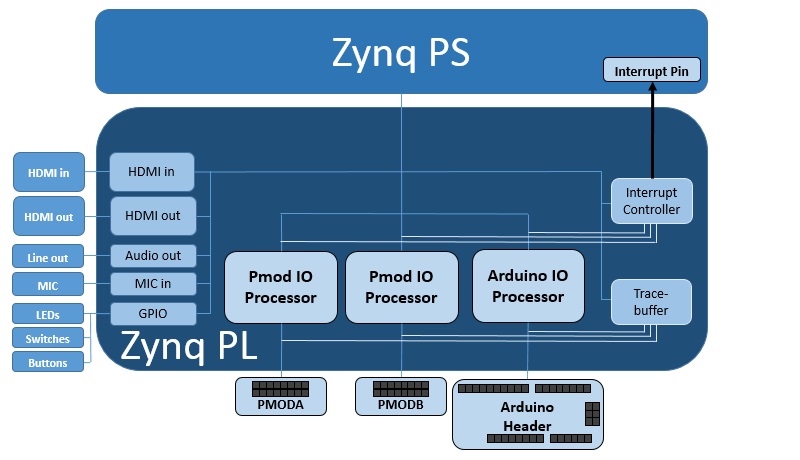 Zynq PS
Interrupt Pin
HDMI in
HDMI in
HDMI out
HDMI out
Line out
Audio out
MIC
MIC in
LEDs
GPIO
Switches
Buttons
Zynq PL
Pmod IO
Processor
Pmod IO
Processor
Arduino IO
Processor
Interrupt
Controller
Trace-
buffer
PMODA
PMODB
Arduino
Header